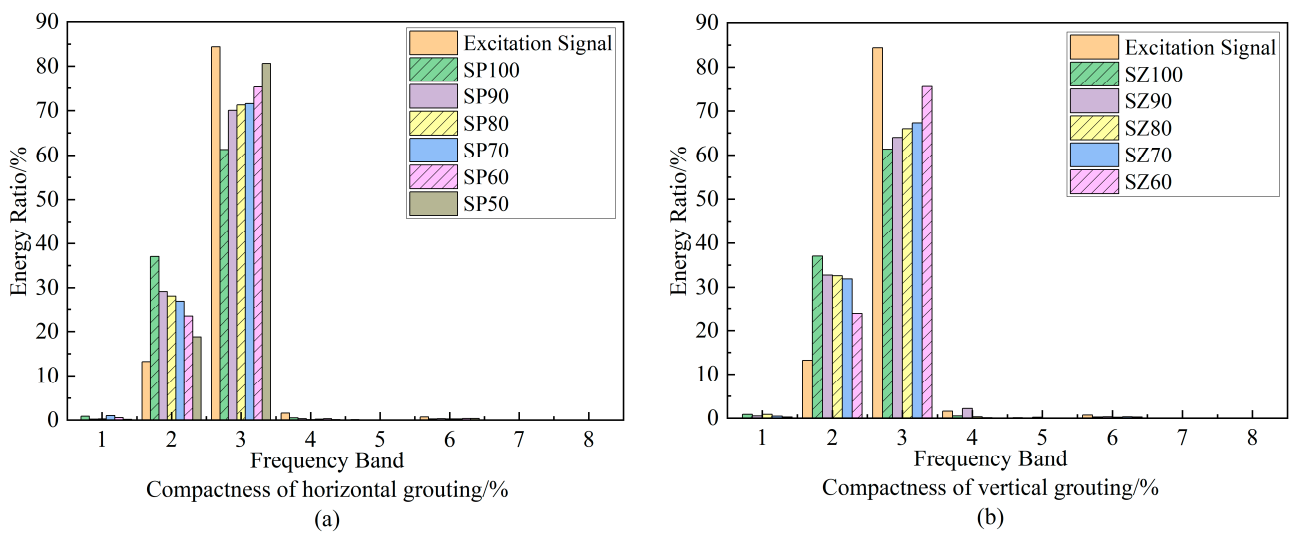 90
80
70
60
50
40
30
20
10
0
Energy Ratio/%
Excitation Signal
SP100
SP90
SP80
SP70
SP60
SP50
1 2 3 4 5 6 7 8
Frequency Band
Compactness of horizontal grouting/%
(a)
90
80
70
60
50
40
30
20
10
0
Energy Ratio/%
Excitation Signal
SZ100
SZ90
SZ80
SZ70
SZ60
1 2 3 4 5 6 7 8
Frequency Band
Compactness of vertical grouting/%
(b)